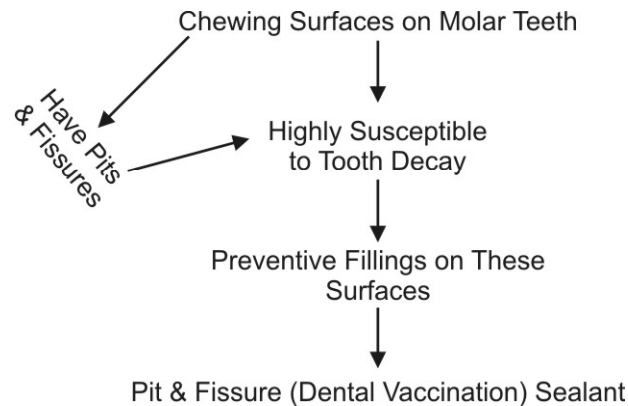 Chewing Surfaces on Molar Teeth
Have Pits
& Fissures
Highly Susceptible
to Tooth Decay
Preventive Fillings on These
Surfaces
Pit & Fissure (Dental Vaccination) Sealant